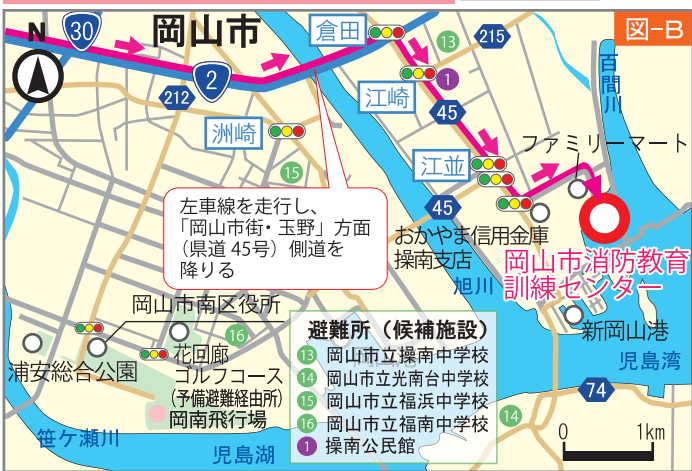 図-B
N
30
岡山市
倉田
13
215
百間川
2
江崎
1
212
45
洲崎
ファミリーマート
江並
15
左車線を走行し、
「岡山市街・玉野」方面
（県道 45号）側道を
降りる
45
おかやま信用金庫
操南支店
岡山市消防教育
訓練センター
旭川
岡山市南区役所
新岡山港
児島湾
浦安総合公園
16
花回廊
ゴルフコース
(予備避難経由所)
岡南飛行場
避難所（候補施設）
13 岡山市立操南中学校
14 岡山市立光南台中学校
15 岡山市立福浜中学校
16 岡山市立福南中学校
1 操南公民館
74
14
笹ケ瀬川
児島湖
0 1km